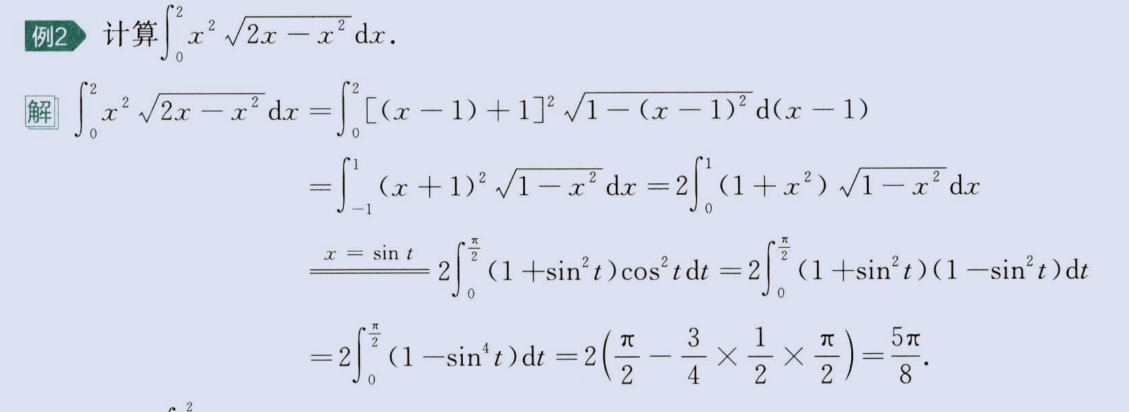 例2 计算∫₀² x² √(2x − x²) dx.
解 ∫₀² x² √(2x − x²) dx = ∫₀² [(x − 1) + 1]² √(1 − (x − 1)²) d(x − 1)
= ∫₋₁¹ (x + 1)² √(1 − x²) dx = 2∫₀¹ (1 + x²) √(1 − x²) dx
x = sin t
2∫₀^(π/2) (1 + sin²t)cos²t dt = 2∫₀^(π/2) (1 + sin²t)(1 − sin²t)dt
= 2∫₀^(π/2) (1 − sin⁴t)dt = 2(π/2 − 3/4 × 1/2 × π/2) = 5π/8.